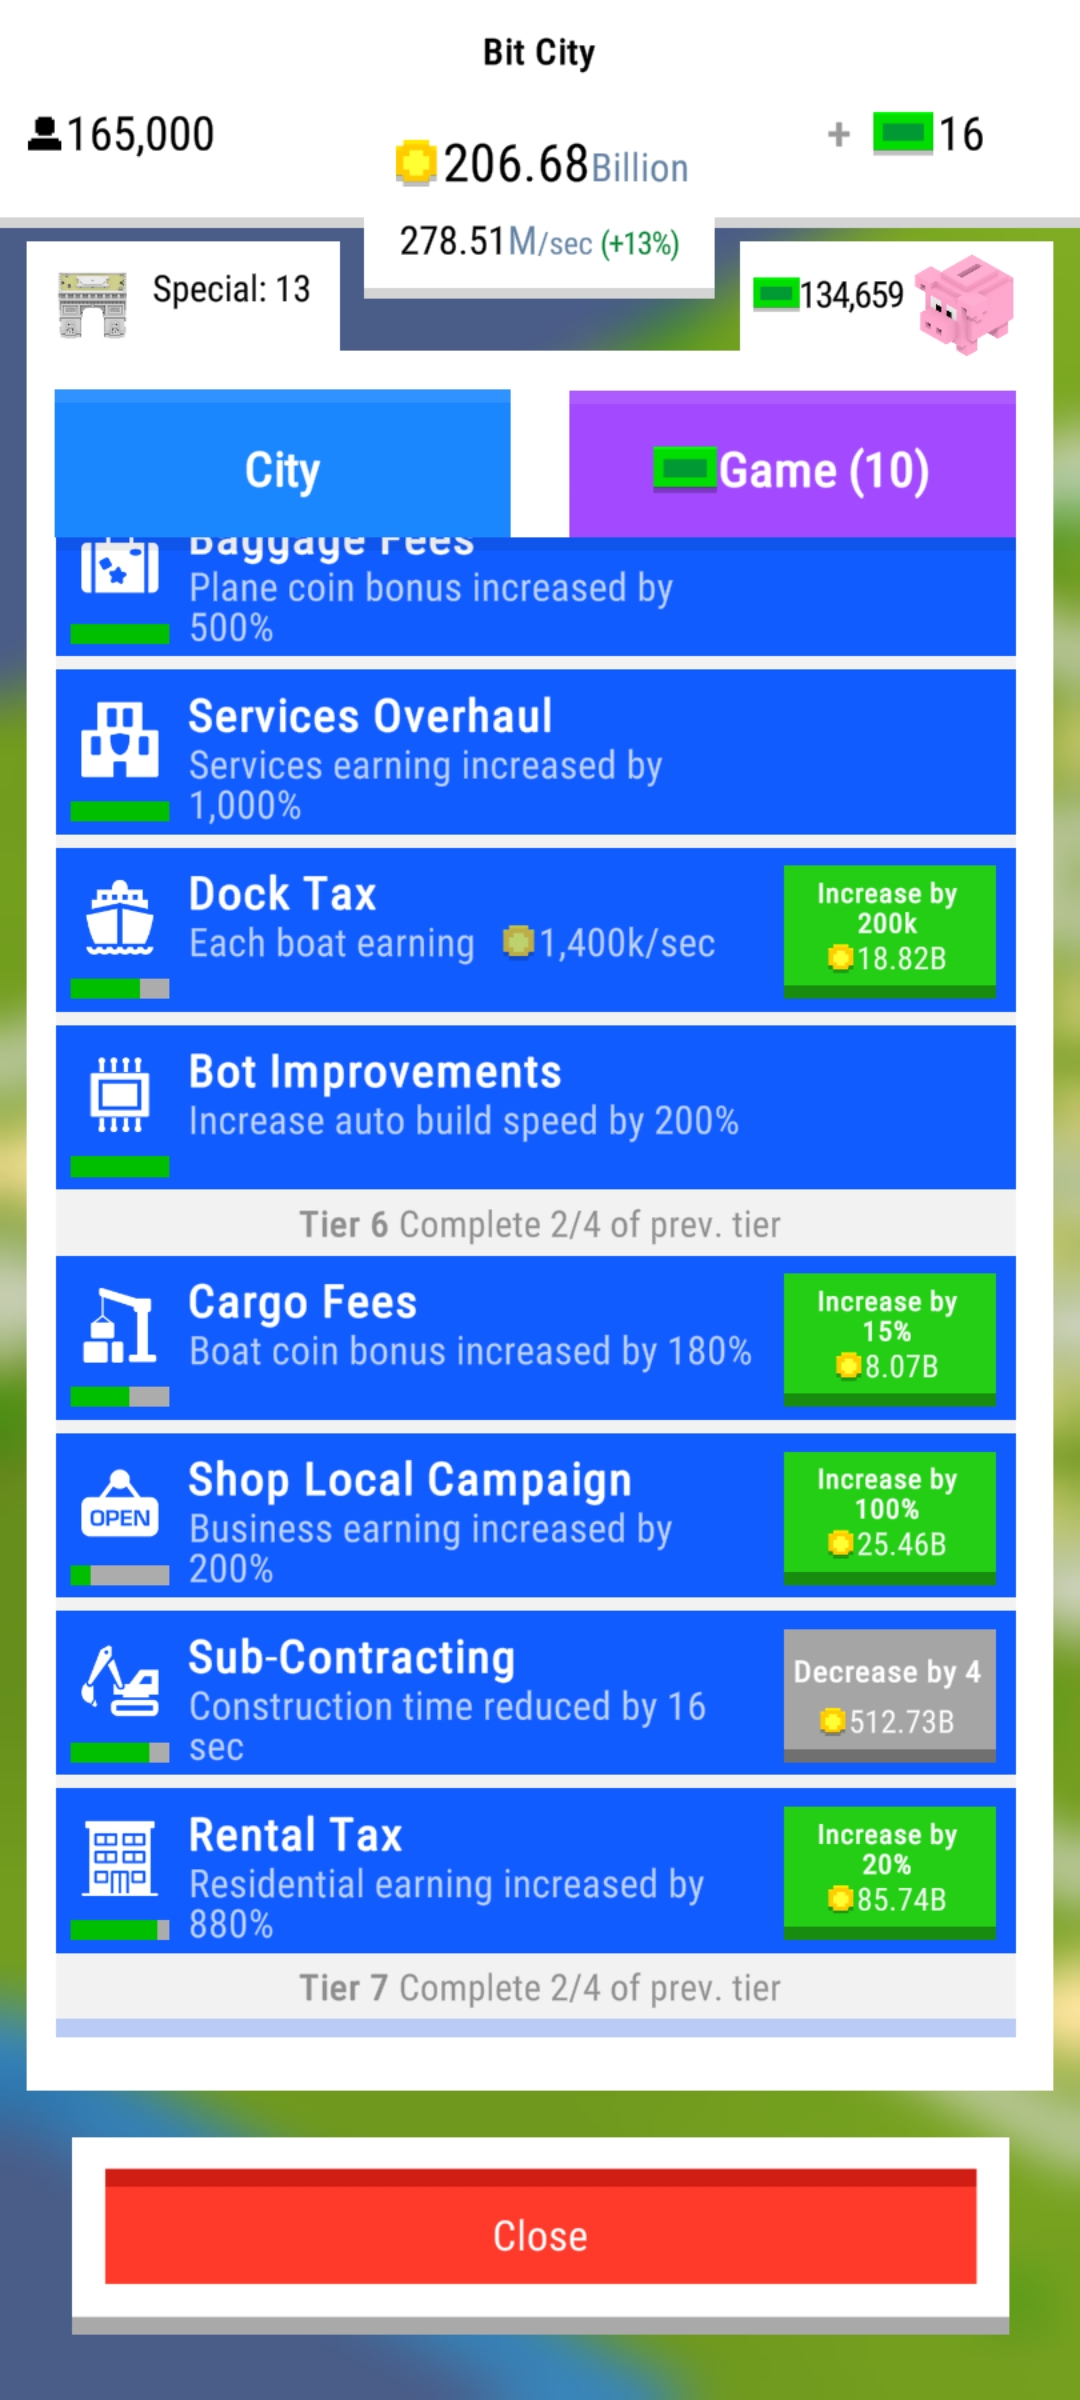 Bit City
165,000
206.68Billion
+ 16
278.51M/sec (+13%)
Special: 13
134,659
City
Game (10)
Baggage Fees
Plane coin bonus increased by
500%
Services Overhaul
Services earning increased by
1,000%
Dock Tax
Each boat earning 1,400k/sec
Increase by
200k
18.82B
Bot Improvements
Increase auto build speed by 200%
Tier 6 Complete 2/4 of prev. tier
Cargo Fees
Boat coin bonus increased by 180%
Increase by
15%
8.07B
OPEN
Shop Local Campaign
Business earning increased by
200%
Increase by
100%
25.46B
Sub-Contracting
Construction time reduced by 16
sec
Decrease by 4
512.73B
Rental Tax
Residential earning increased by
880%
Increase by
20%
85.74B
Tier 7 Complete 2/4 of prev. tier
Close